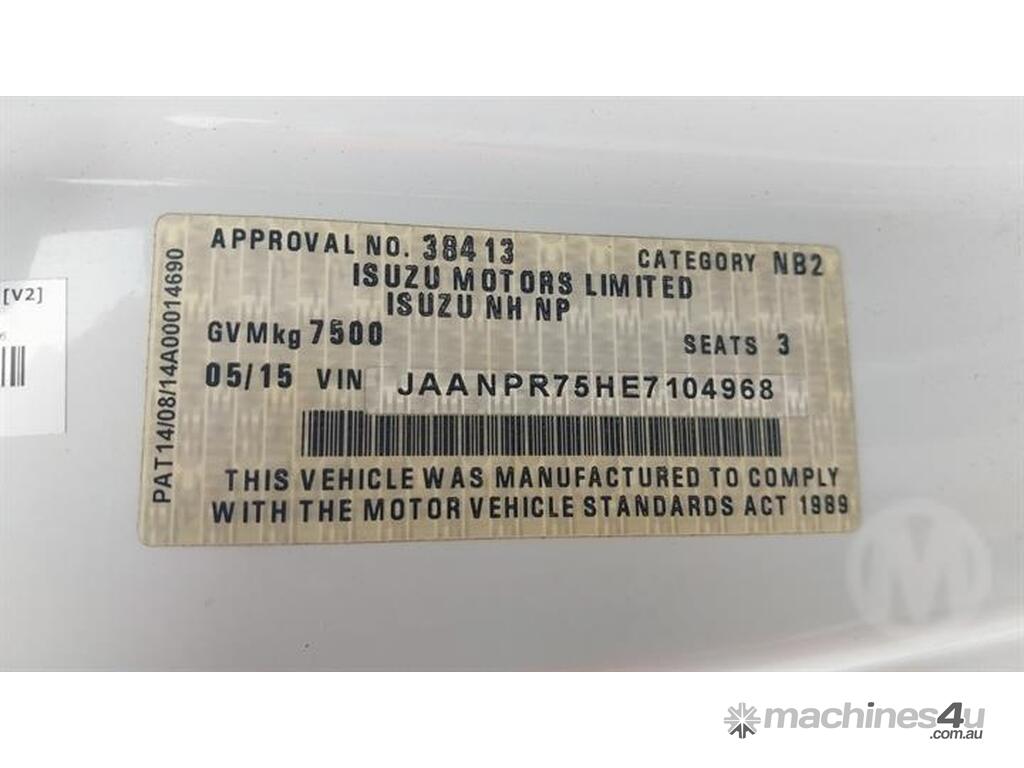 [V2]
APPROVAL NO. 38413 CATEGORY NB2
ISUZU MOTORS LIMITED
ISUZU NH NP
GVMkg 7500 SEATS 3
05/15 VIN JAANPR75HE7104968
THIS VEHICLE WAS MANUFACTURED TO COMPLY
WITH THE MOTOR VEHICLE STANDARDS ACT 1989
PAT14/08/14A00014690
M
machines4u
.com.au